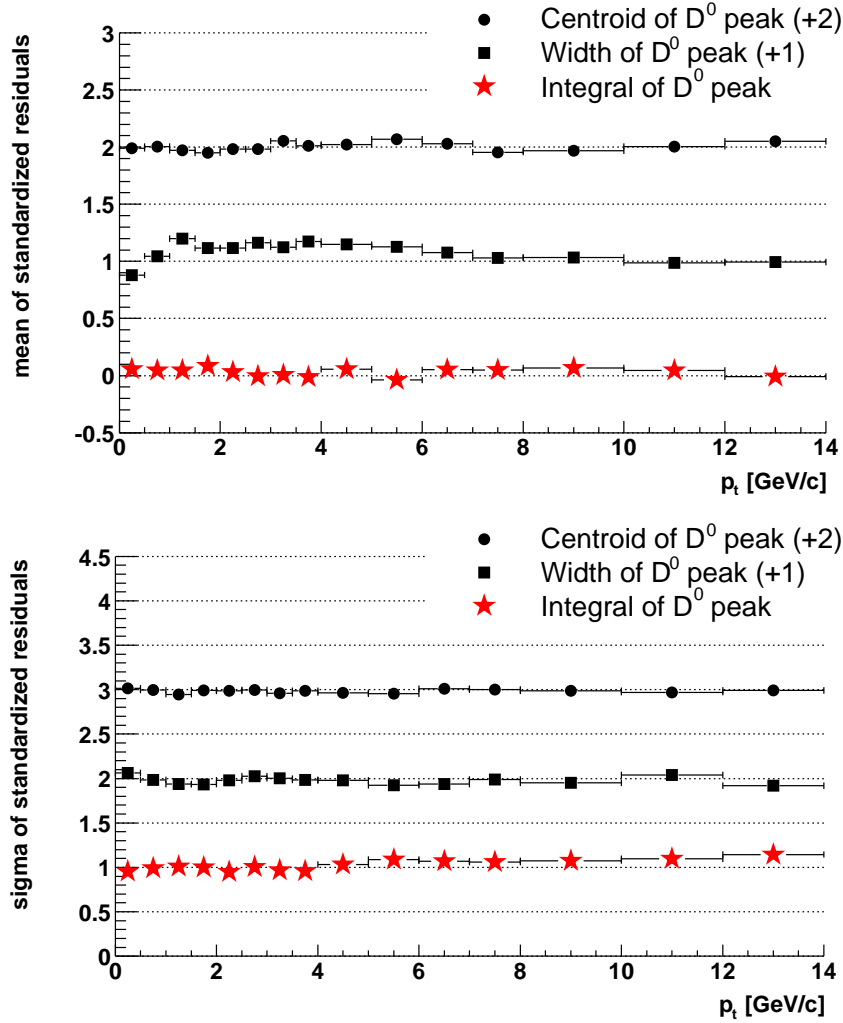 Centroid of D⁰ peak (+2)
Width of D⁰ peak (+1)
Integral of D⁰ peak
mean of standardized residuals
3
2.5
2
1.5
1
0.5
0
-0.5
0 2 4 6 8 10 12 14
pₜ [GeV/c]
Centroid of D⁰ peak (+2)
Width of D⁰ peak (+1)
Integral of D⁰ peak
sigma of standardized residuals
4.5
4
3.5
3
2.5
2
1.5
1
0.5
0
0 2 4 6 8 10 12 14
pₜ [GeV/c]